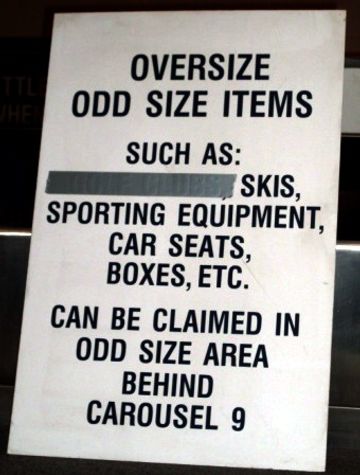 OVERSIZE
ODD SIZE ITEMS
SUCH AS:
SKIS,
SPORTING EQUIPMENT,
CAR SEATS,
BOXES, ETC.
CAN BE CLAIMED IN
ODD SIZE AREA
BEHIND
CAROUSEL 9